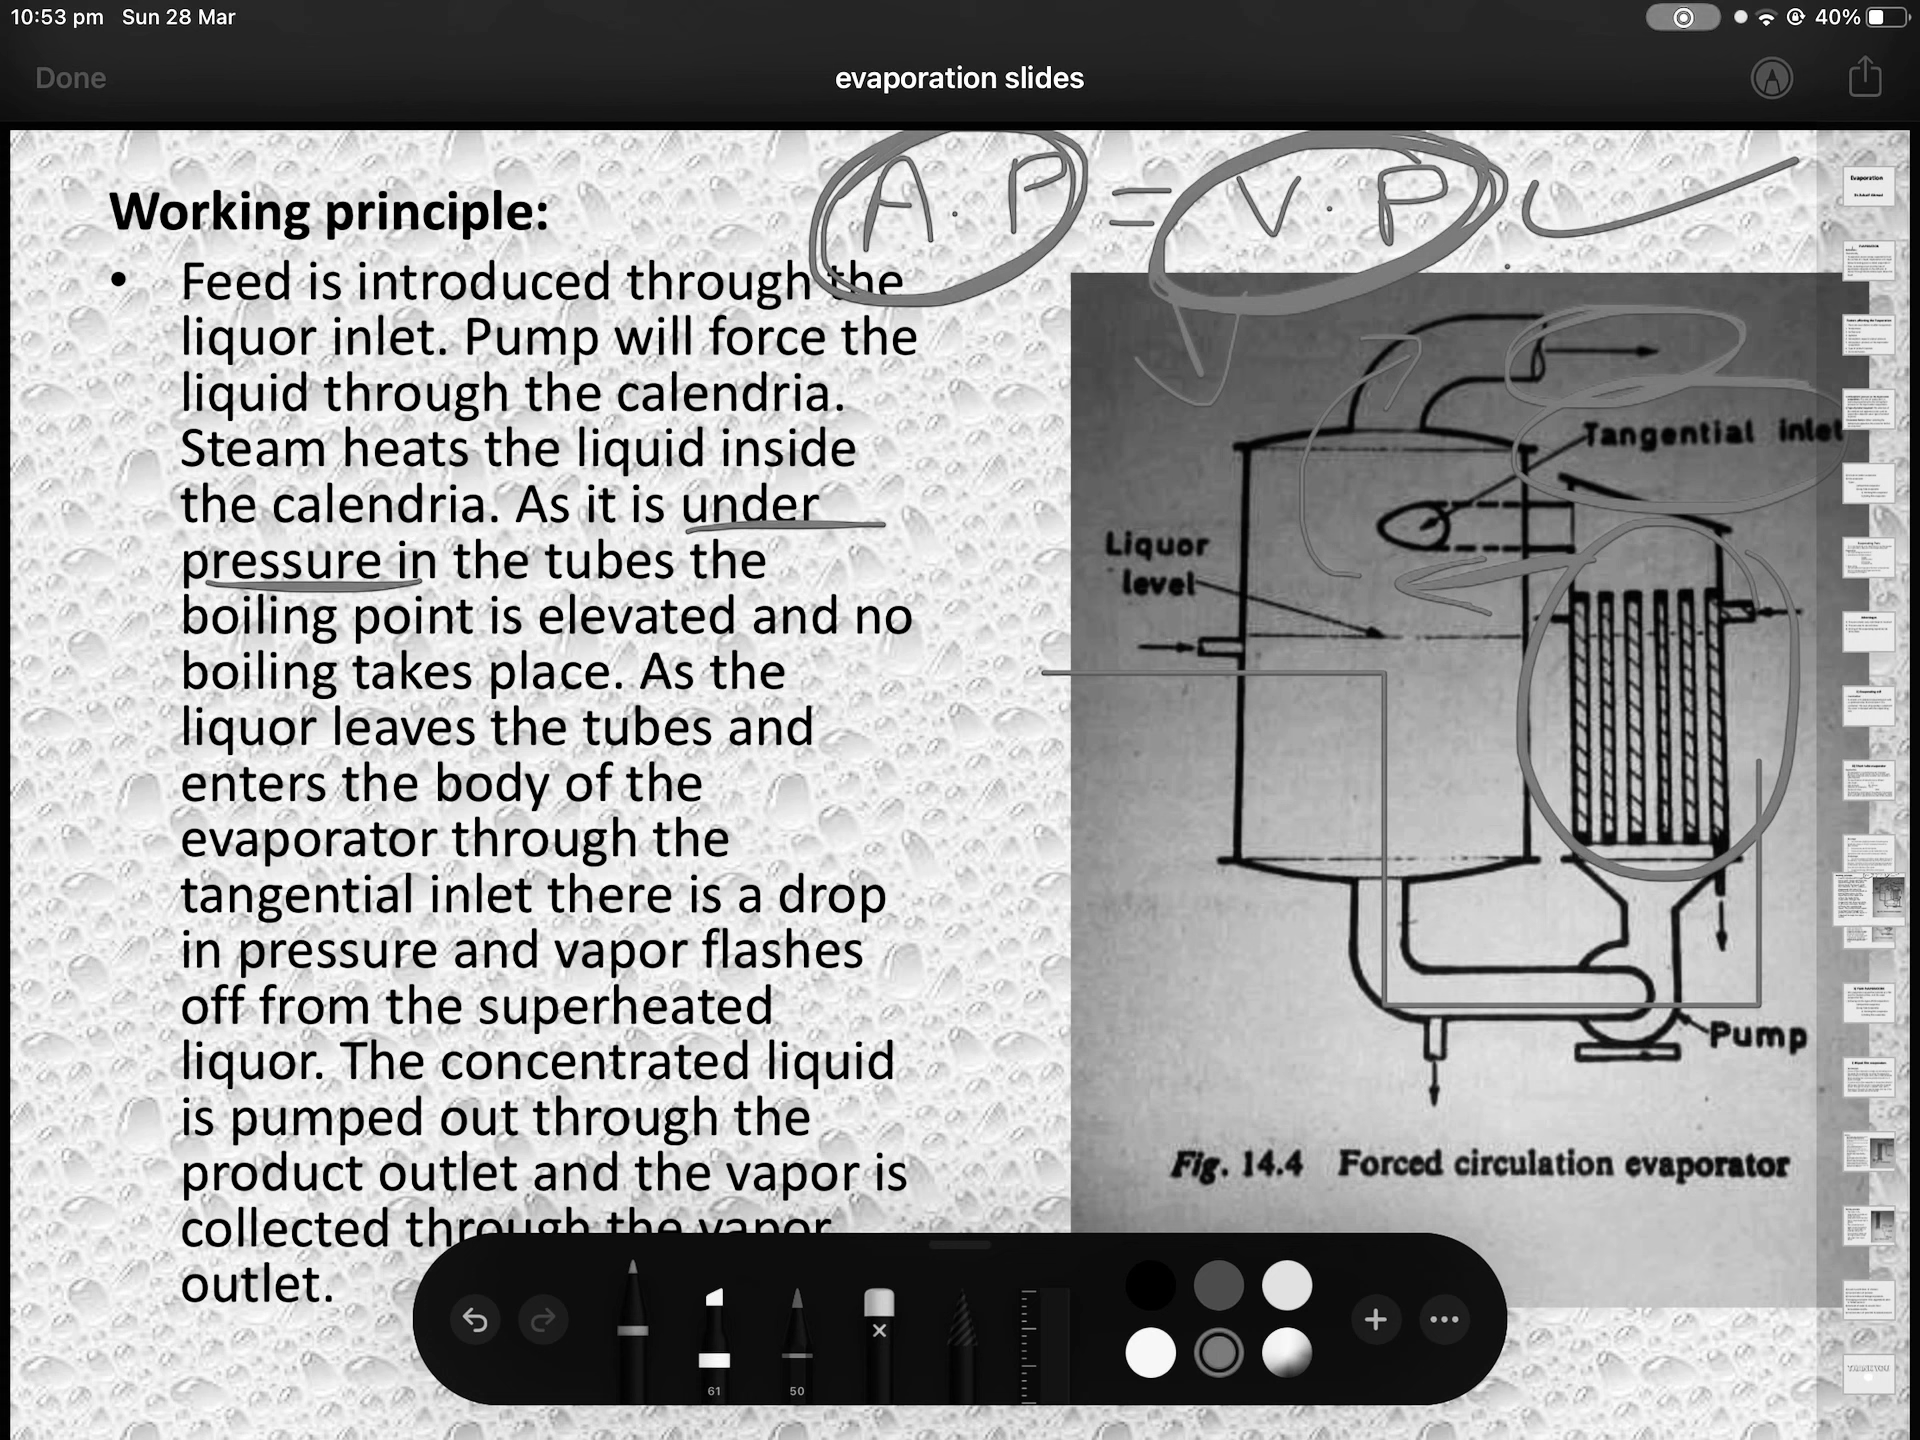 10:53 pm Sun 28 Mar
40%
Done
evaporation slides
A.P = V.P
Working principle:
• Feed is introduced through the
liquor inlet. Pump will force the
liquid through the calendria.
Steam heats the liquid inside
the calendria. As it is under
pressure in the tubes the
boiling point is elevated and no
boiling takes place. As the
liquor leaves the tubes and
enters the body of the
evaporator through the
tangential inlet there is a drop
in pressure and vapor flashes
off from the superheated
liquor. The concentrated liquid
is pumped out through the
product outlet and the vapor is
collected through the vapor
outlet.
Tangential inlet
Liquor
level
Pump
Fig. 14.4 Forced circulation evaporator
61
50
Evaporation
THANK YOU